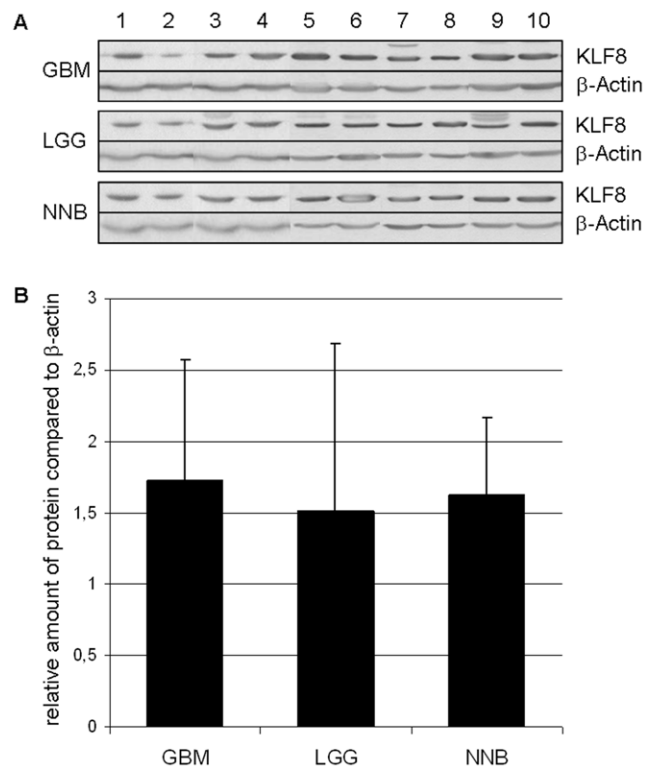 A 1 2 3 4 5 6 7 8 9 10
GBM
KLF8
β-Actin
LGG
KLF8
β-Actin
NNB
KLF8
β-Actin
B
relative amount of protein compared to β-actin
3
2,5
2
1,5
1
0,5
0
GBM LGG NNB